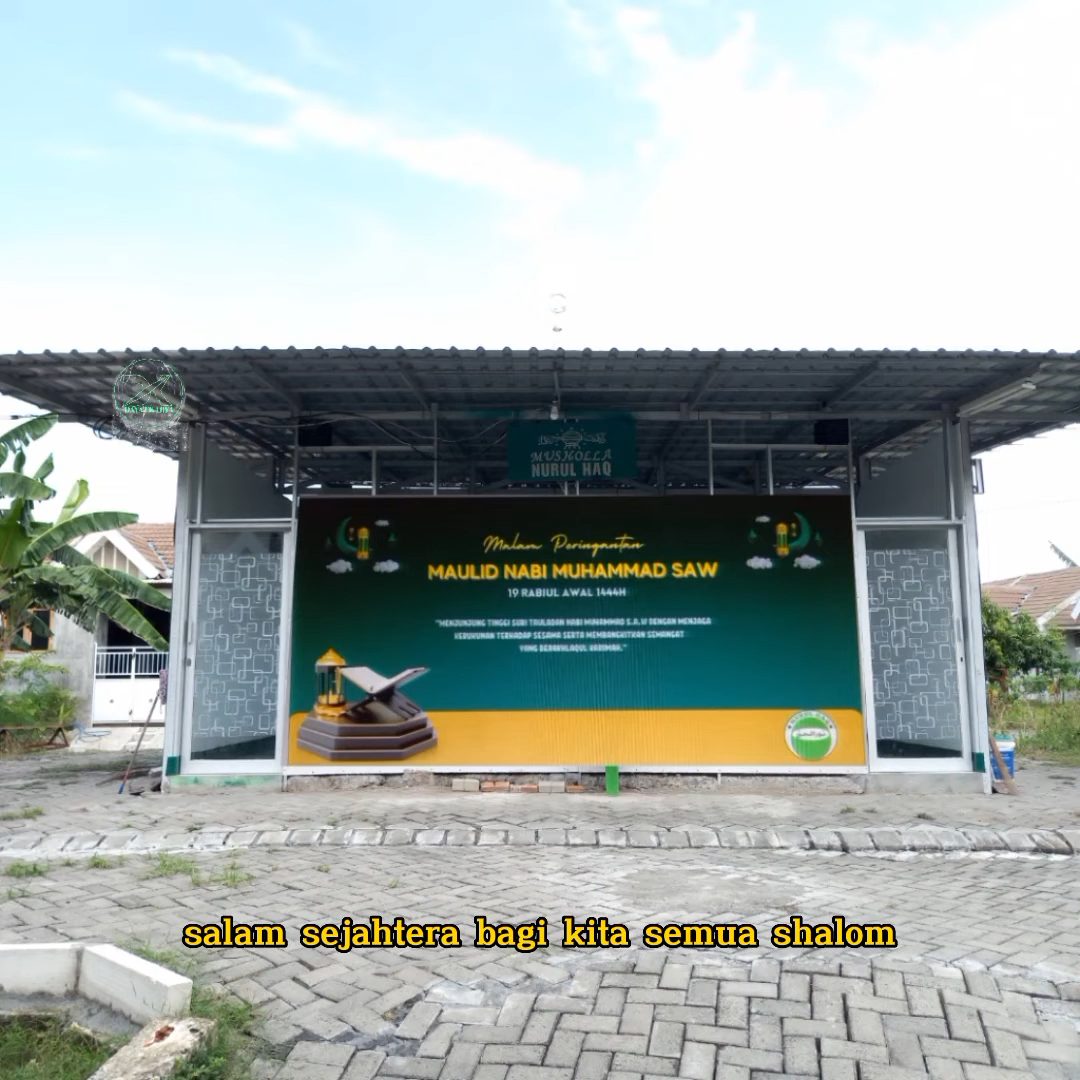 MUSHOLLA
NURUL HAQ
Malam Peringantan
MAULID NABI MUHAMMAD SAW
19 RABIUL AWAL 1444H
"MENJUNJUNG TINGGI SURI TAULADAN NABI MUHAMMAD S.A.W DENGAN MENJAGA
KERUKUNAN TERHADAP SESAMA SERTA MEMBANGKITKAN SEMANGAT
YANG BERAKHLAQUL KARIMAH."
salam sejahtera bagi kita semua shalom